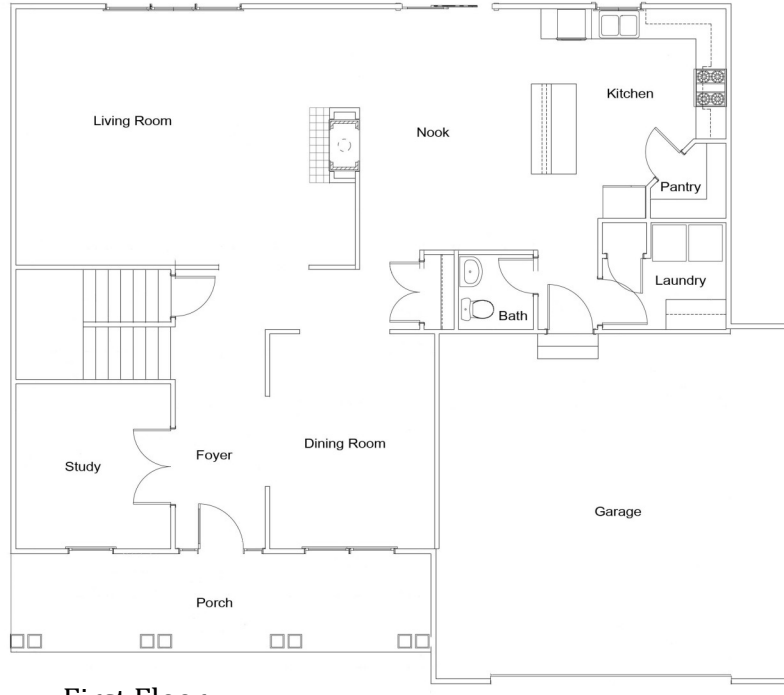 Living Room
Nook
Kitchen
Pantry
Laundry
Bath
Study
Foyer
Dining Room
Garage
Porch
First Floor